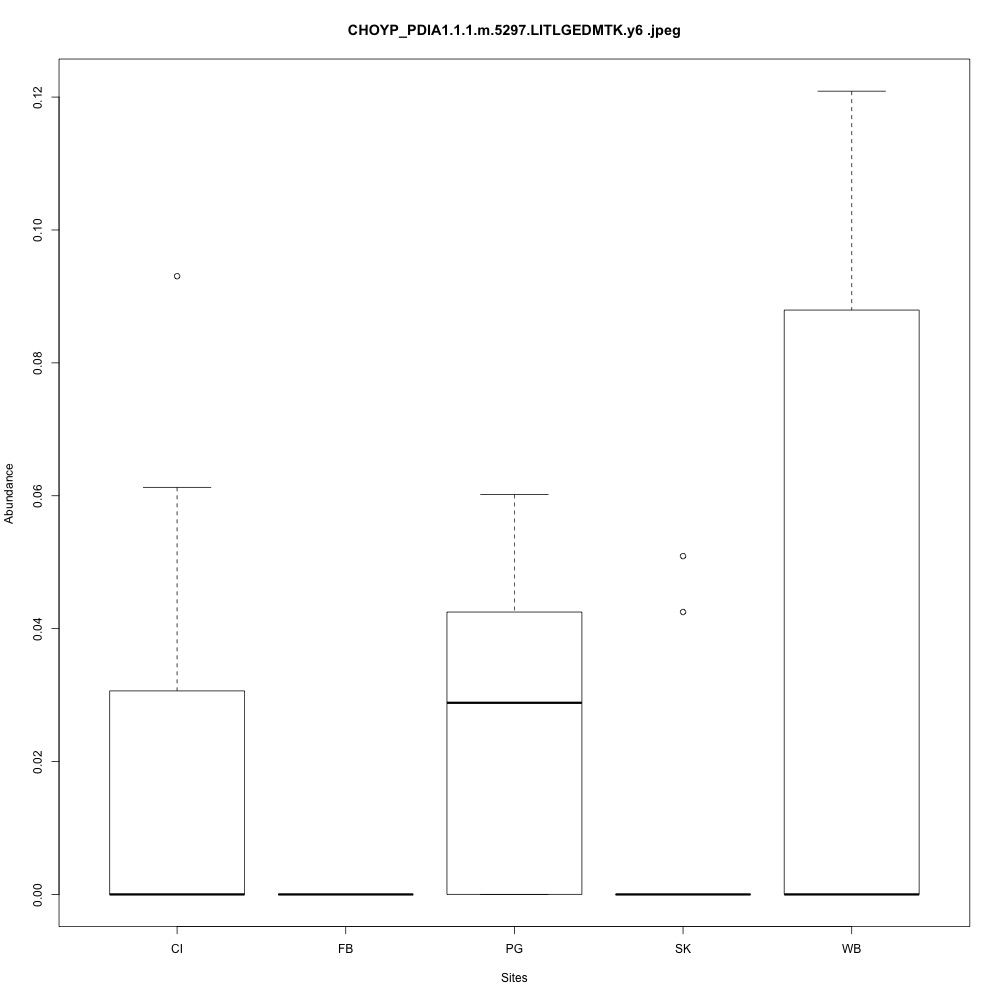 CHOYP_PDIA1.1.1.m.5297.LITLGEDMTK.y6 .jpeg
Abundance
0.12
0.10
0.08
0.06
0.04
0.02
0.00
CI FB PG SK WB
Sites